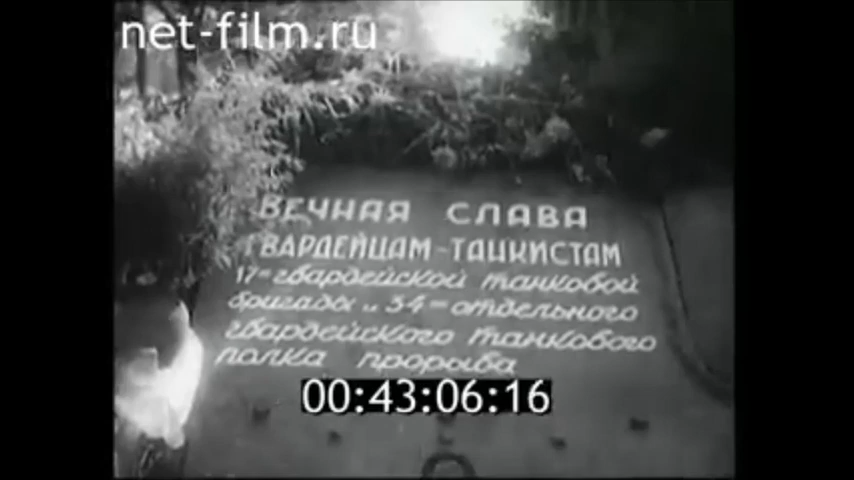 net-film.ru
ВЕЧНАЯ СЛАВА
ГВАРДЕЙЦАМ-ТАНКИСТАМ
17=гвардейской танковой
бригады и 34=отдельного
гвардейского танкового
полка прорыва
00:43:06:16